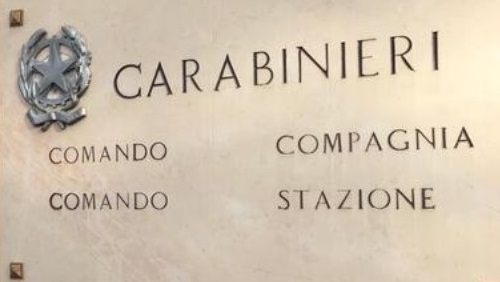 CARABINIERI
COMANDO COMPAGNIA
COMANDO STAZIONE